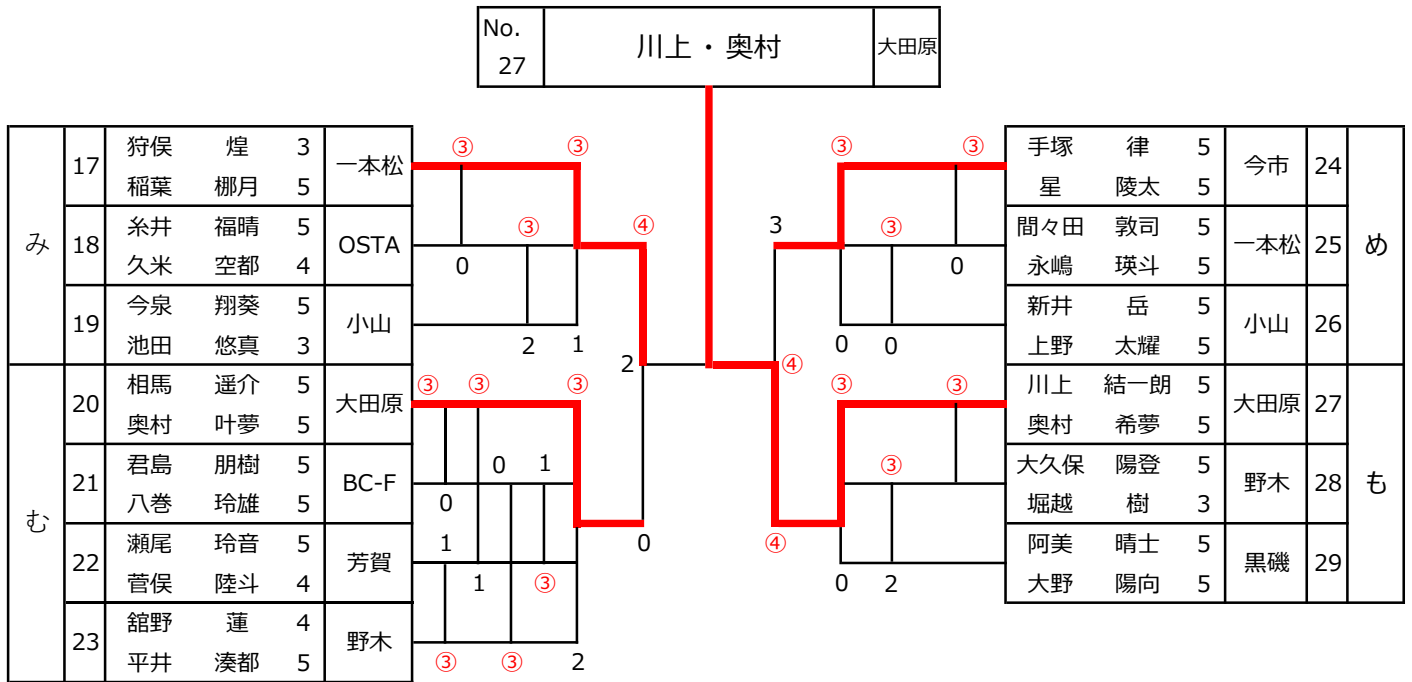 No. 27 川上・奥村 大田原
み
17 狩俣 煌 3 一本松
稲葉 梛月 5
18 糸井 福晴 5 OSTA
久米 空都 4
19 今泉 翔葵 5 小山
池田 悠真 3
む
20 相馬 遥介 5 大田原
奥村 叶夢 5
21 君島 朋樹 5 BC-F
八巻 玲雄 5
22 瀬尾 玲音 5 芳賀
菅俣 陸斗 4
23 舘野 蓮 4 野木
平井 湊都 5
③ ③
③ ④
0
2 1
2
③ ③ ③
0 1
0
1
1 ③
0
③ ③ 2
③ ③
3 ③
0
0 0
④
③ ③
③
④
0 2
め
手塚 律 5 今市 24
星 陵太 5
間々田 敦司 5 一本松 25
永嶋 瑛斗 5
新井 岳 5 小山 26
上野 太耀 5
も
川上 結一朗 5 大田原 27
奥村 希夢 5
大久保 陽登 5 野木 28
堀越 樹 3
阿美 晴士 5 黒磯 29
大野 陽向 5